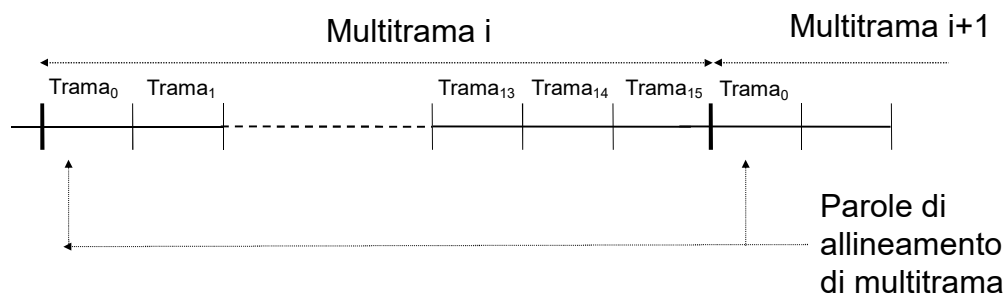 Multitrama i
Multitrama i+1
Trama₀ Trama₁ Trama₁₃ Trama₁₄ Trama₁₅ Trama₀
Parole di
allineamento
di multitrama